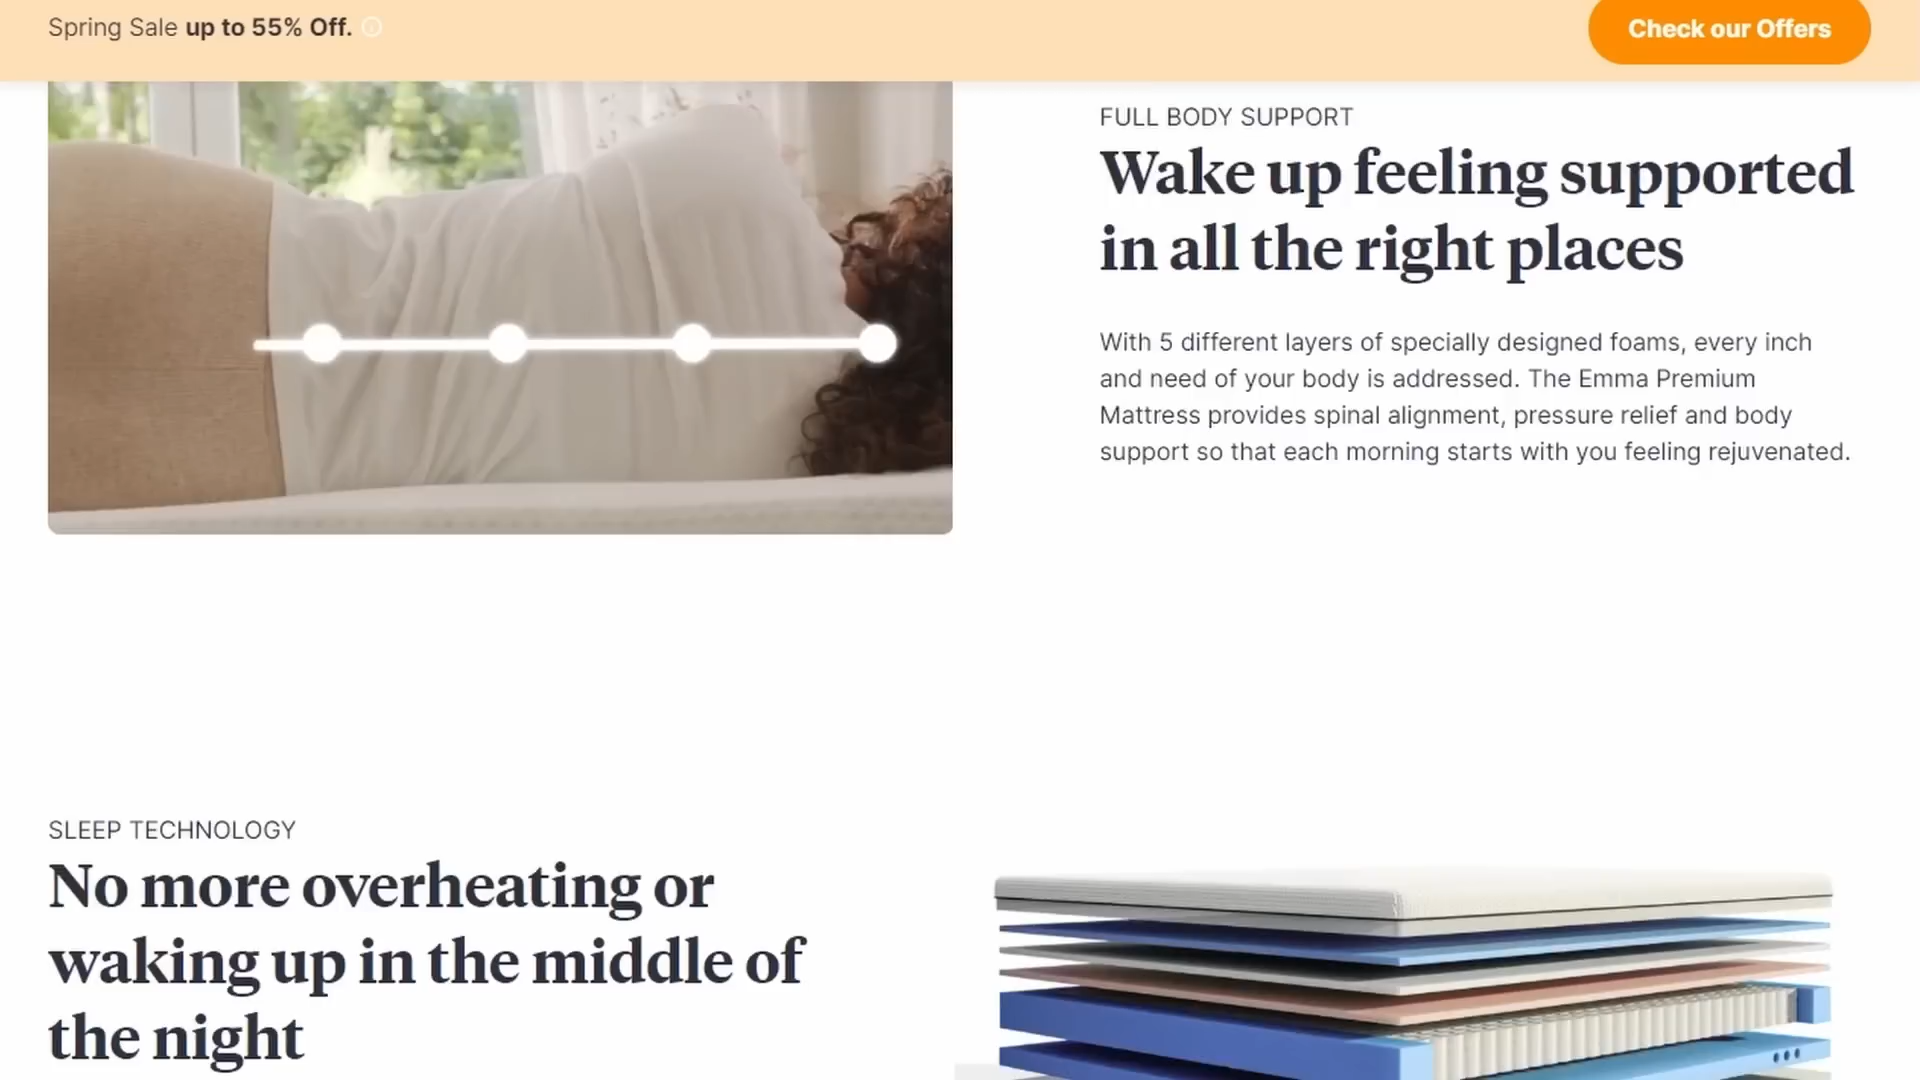 Spring Sale up to 55% Off.
Check our Offers
FULL BODY SUPPORT
Wake up feeling supported
in all the right places
With 5 different layers of specially designed foams, every inch
and need of your body is addressed. The Emma Premium
Mattress provides spinal alignment, pressure relief and body
support so that each morning starts with you feeling rejuvenated.
SLEEP TECHNOLOGY
No more overheating or
waking up in the middle of
the night